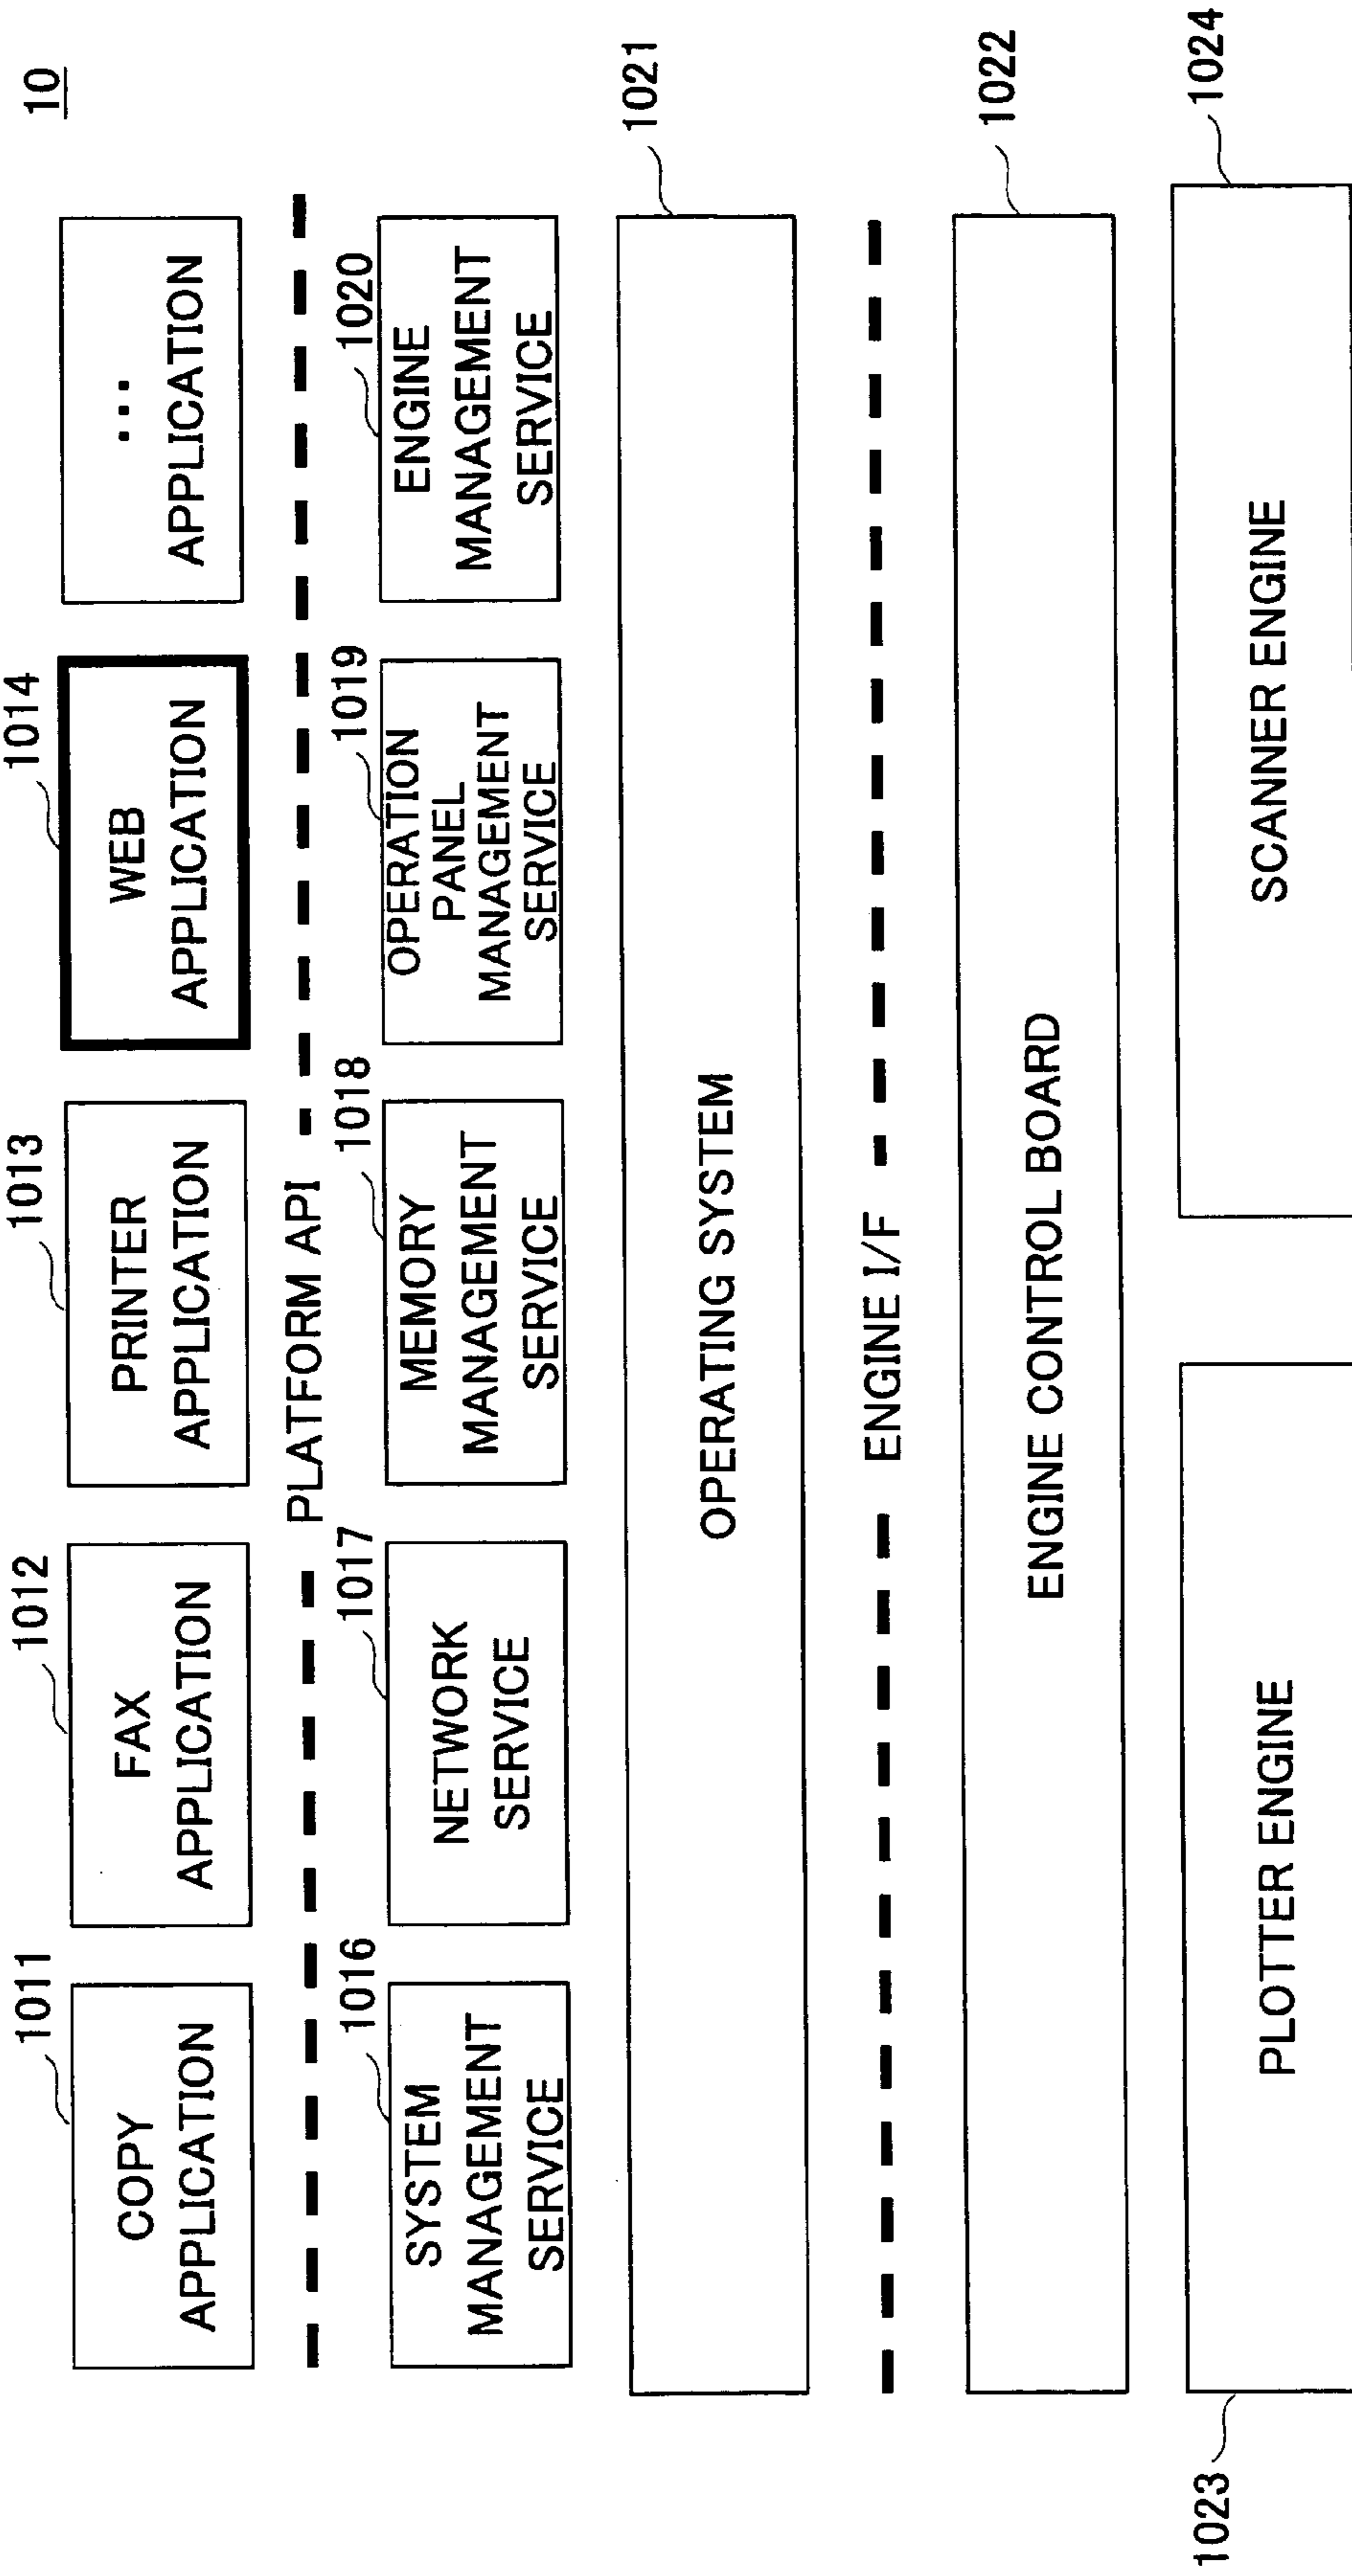 10
1011
COPY
APPLICATION
1012
FAX
APPLICATION
1013
PRINTER
APPLICATION
1014
WEB
APPLICATION
...
APPLICATION
PLATFORM API
1016
SYSTEM
MANAGEMENT
SERVICE
1017
NETWORK
SERVICE
1018
MEMORY
MANAGEMENT
SERVICE
1019
OPERATION
PANEL
MANAGEMENT
SERVICE
1020
ENGINE
MANAGEMENT
SERVICE
1021
OPERATING SYSTEM
ENGINE I/F
1022
ENGINE CONTROL BOARD
1023
PLOTTER ENGINE
1024
SCANNER ENGINE